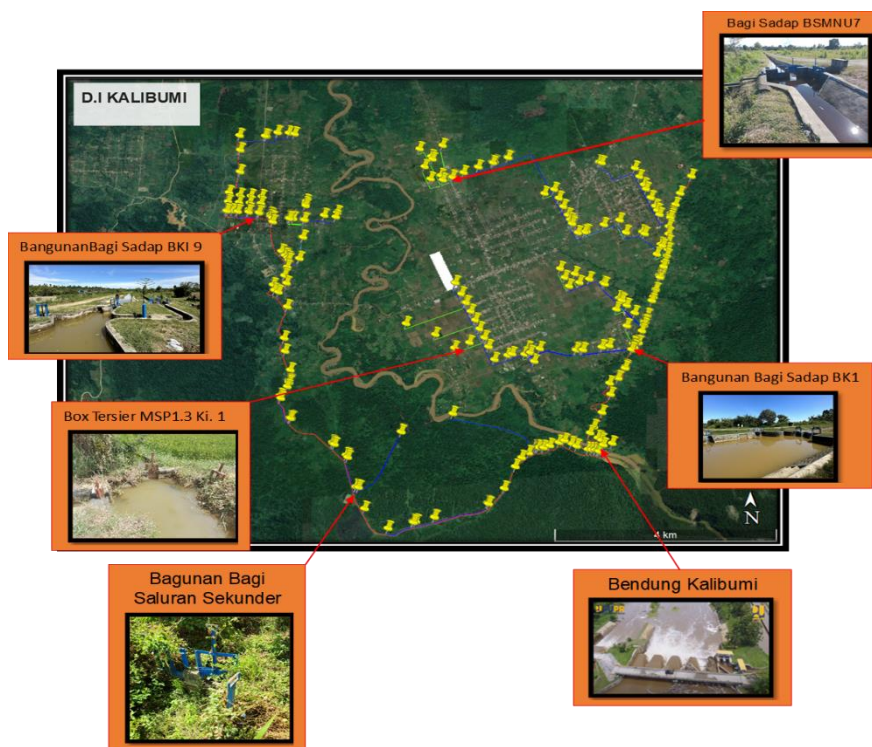 Bagi Sadap BSMNU7
D.I KALIBUMI
BangunanBagi Sadap BKI 9
Box Tersier MSP1.3 Ki. 1
Bangunan Bagi Sadap BK1
N
4 km
Bagunan Bagi
Saluran Sekunder
Bendung Kalibumi